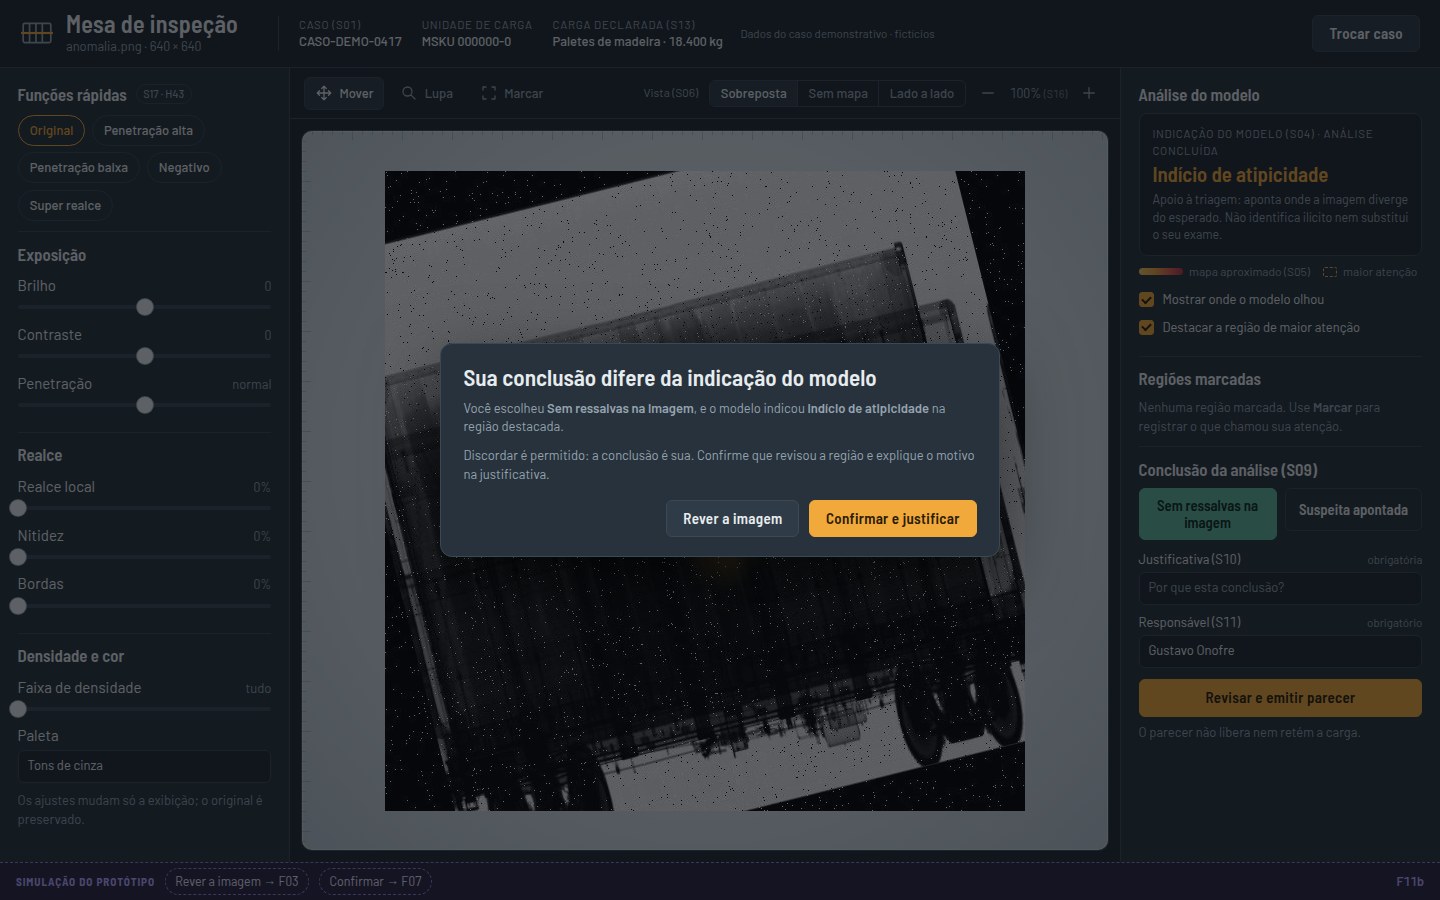 Mesa de inspeção
anomalia.png · 640 × 640
CASO (S01)
CASO-DEMO-0417
UNIDADE DE CARGA
MSKU 000000-0
CARGA DECLARADA (S13)
Paletes de madeira · 18.400 kg
Dados do caso demonstrativo · fictícios
Trocar caso
Funções rápidas
S17 · H43
Original
Penetração alta
Penetração baixa
Negativo
Super realce
Exposição
Brilho 0
Contraste 0
Penetração normal
Realce
Realce local 0%
Nitidez 0%
Bordas 0%
Densidade e cor
Faixa de densidade tudo
Paleta
Tons de cinza
Os ajustes mudam só a exibição; o original é
preservado.
Mover
Lupa
Marcar
Vista (S06)
Sobreposta
Sem mapa
Lado a lado
100% (S16)
Sua conclusão difere da indicação do modelo
Você escolheu Sem ressalvas na imagem, e o modelo indicou Indício de atipicidade na
região destacada.
Discordar é permitido: a conclusão é sua. Confirme que revisou a região e explique o motivo
na justificativa.
Rever a imagem
Confirmar e justificar
Análise do modelo
INDICAÇÃO DO MODELO (S04) · ANÁLISE
CONCLUÍDA
Indício de atipicidade
Apoio à triagem: aponta onde a imagem diverge
do esperado. Não identifica ilícito nem substitui
o seu exame.
mapa aproximado (S05)
maior atenção
Mostrar onde o modelo olhou
Destacar a região de maior atenção
Regiões marcadas
Nenhuma região marcada. Use Marcar para
registrar o que chamou sua atenção.
Conclusão da análise (S09)
Sem ressalvas na
imagem
Suspeita apontada
Justificativa (S10) obrigatória
Por que esta conclusão?
Responsável (S11) obrigatório
Gustavo Onofre
Revisar e emitir parecer
O parecer não libera nem retém a carga.
SIMULAÇÃO DO PROTÓTIPO
Rever a imagem → F03
Confirmar → F07
F11b